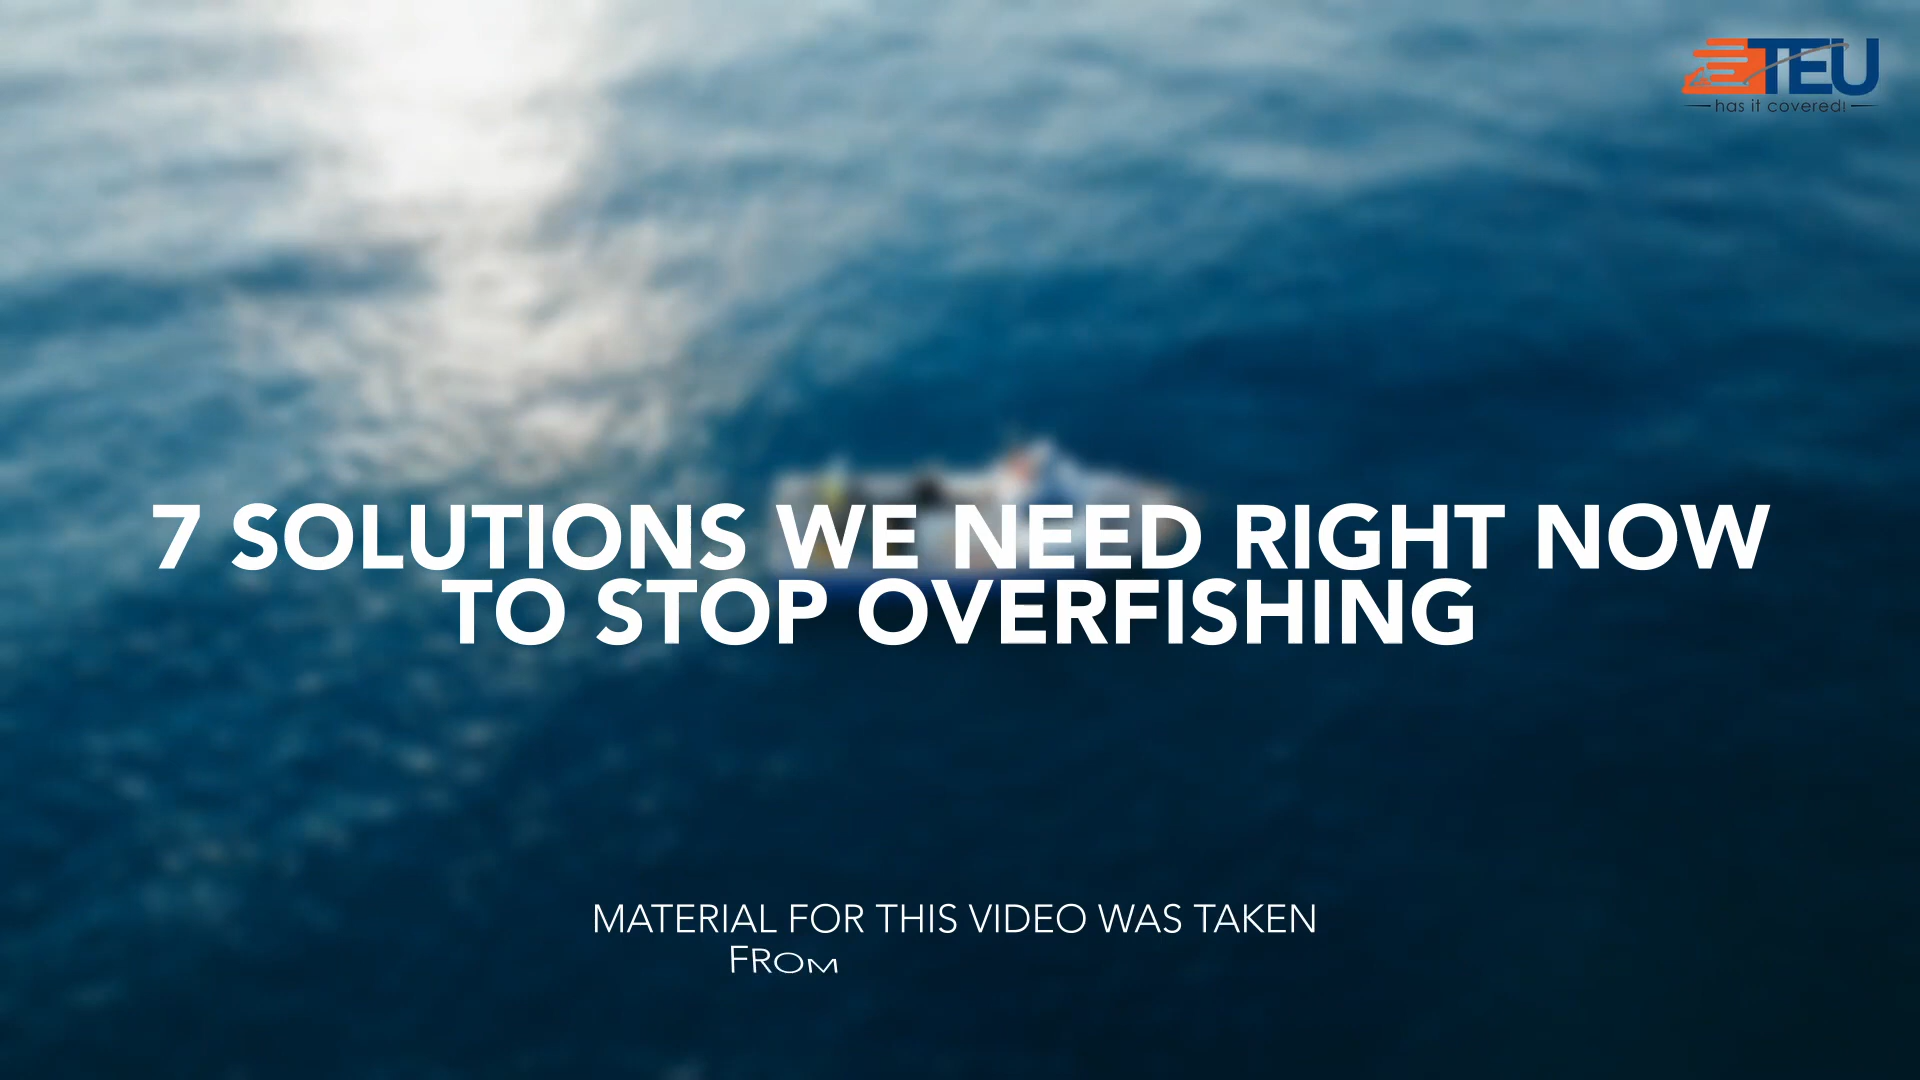 TEU
has it covered!
7 SOLUTIONS WE NEED RIGHT NOW
TO STOP OVERFISHING
MATERIAL FOR THIS VIDEO WAS TAKEN
FROM